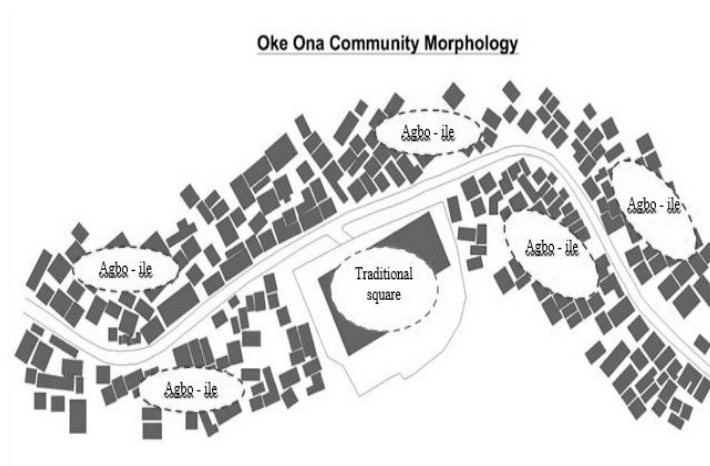 Oke Ona Community Morphology
Agbo - ile
Agbo - ile
Agbo - ile
Agbo - ile
Traditional
square
Agbo - ile